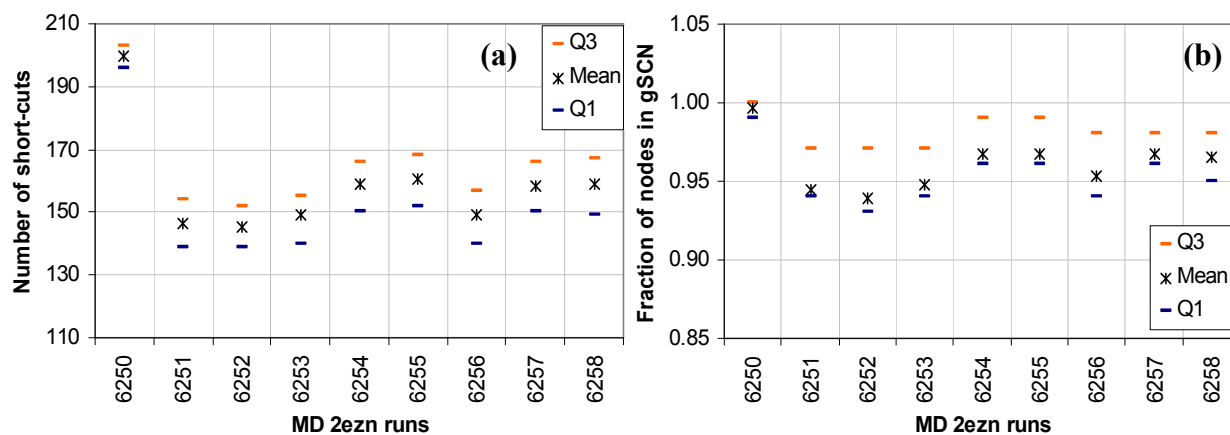 210
190
170
150
130
110
Number of short-cuts
(a)
Q3
Mean
Q1
6250
6251
6252
6253
6254
6255
6256
6257
6258
MD 2ezn runs
1.05
1.00
0.95
0.90
0.85
Fraction of nodes in gSCN
(b)
Q3
Mean
Q1
6250
6251
6252
6253
6254
6255
6256
6257
6258
MD 2ezn runs